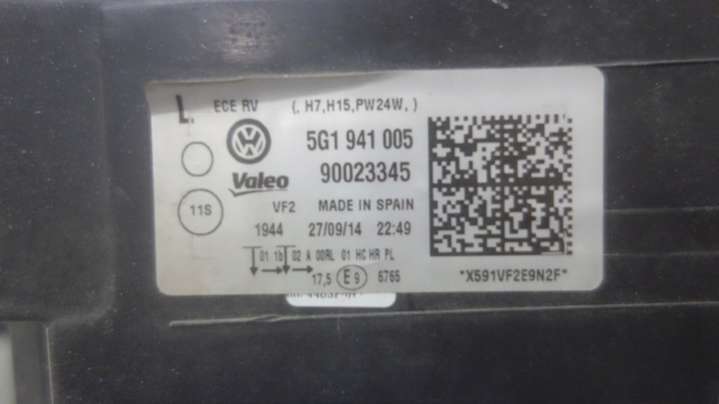 L ECE RV (, H7,H15,PW24W, )
5G1 941 005
Valeo 90023345
11S VF2 MADE IN SPAIN
1944 27/09/14 22:49
01 1b 02 A 00RL 01 HC HR PL
17,5 E9 6765
*X591VF2E9N2F*